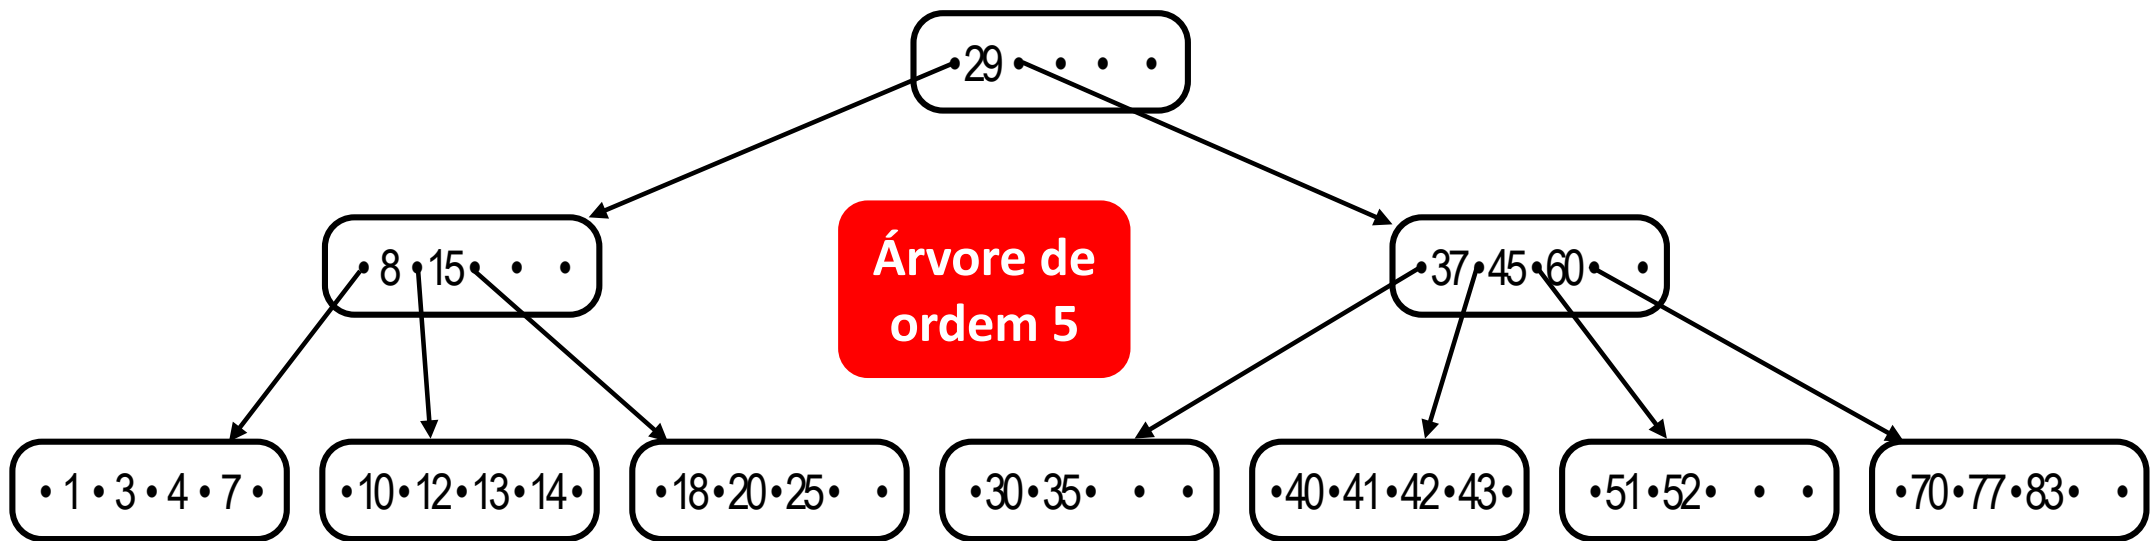 •29 • • • •
• 8 • 15 • • •
Árvore de
ordem 5
•37•45•60• •
• 1 • 3 • 4 • 7 •
•10•12•13•14•
•18•20•25• •
•30•35• • •
•40•41•42•43•
•51•52• • •
•70•77•83• •